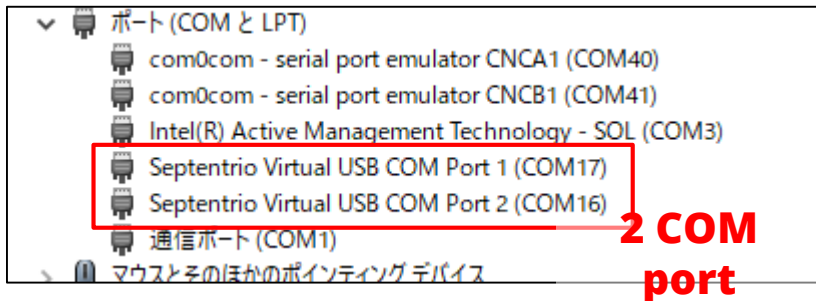 ポート (COM と LPT)
com0com - serial port emulator CNCA1 (COM40)
com0com - serial port emulator CNCB1 (COM41)
Intel(R) Active Management Technology - SOL (COM3)
Septentrio Virtual USB COM Port 1 (COM17)
Septentrio Virtual USB COM Port 2 (COM16)
通信ポート (COM1)
マウスとそのほかのポインティング デバイス
2 COM
port